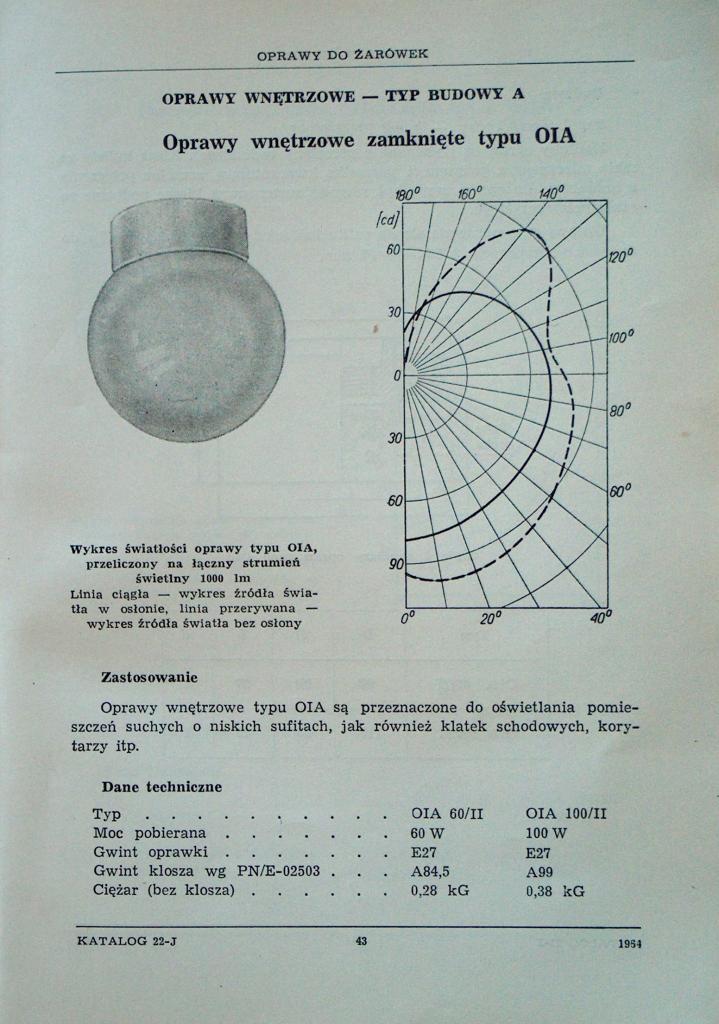 OPRAWY DO ŻARÓWEK
OPRAWY WNĘTRZOWE — TYP BUDOWY A
Oprawy wnętrzowe zamknięte typu OIA
180° 160° 140°
[cd]
60
120°
30
100°
0
80°
30
60°
60
90
0° 20° 40°
Wykres światłości oprawy typu OIA,
przeliczony na łączny strumień
świetlny 1000 lm
Linia ciągła — wykres źródła świa-
tła w osłonie, linia przerywana —
wykres źródła światła bez osłony
Zastosowanie
Oprawy wnętrzowe typu OIA są przeznaczone do oświetlania pomie-
szczeń suchych o niskich sufitach, jak również klatek schodowych, kory-
tarzy itp.
Dane techniczne
Typ . . . . . . . . . . OIA 60/II OIA 100/II
Moc pobierana . . . . . . . 60 W 100 W
Gwint oprawki . . . . . . . E27 E27
Gwint klosza wg PN/E-02503 . . . A84,5 A99
Ciężar (bez klosza) . . . . . . 0,28 kG 0,38 kG
KATALOG 22-J 43 1964